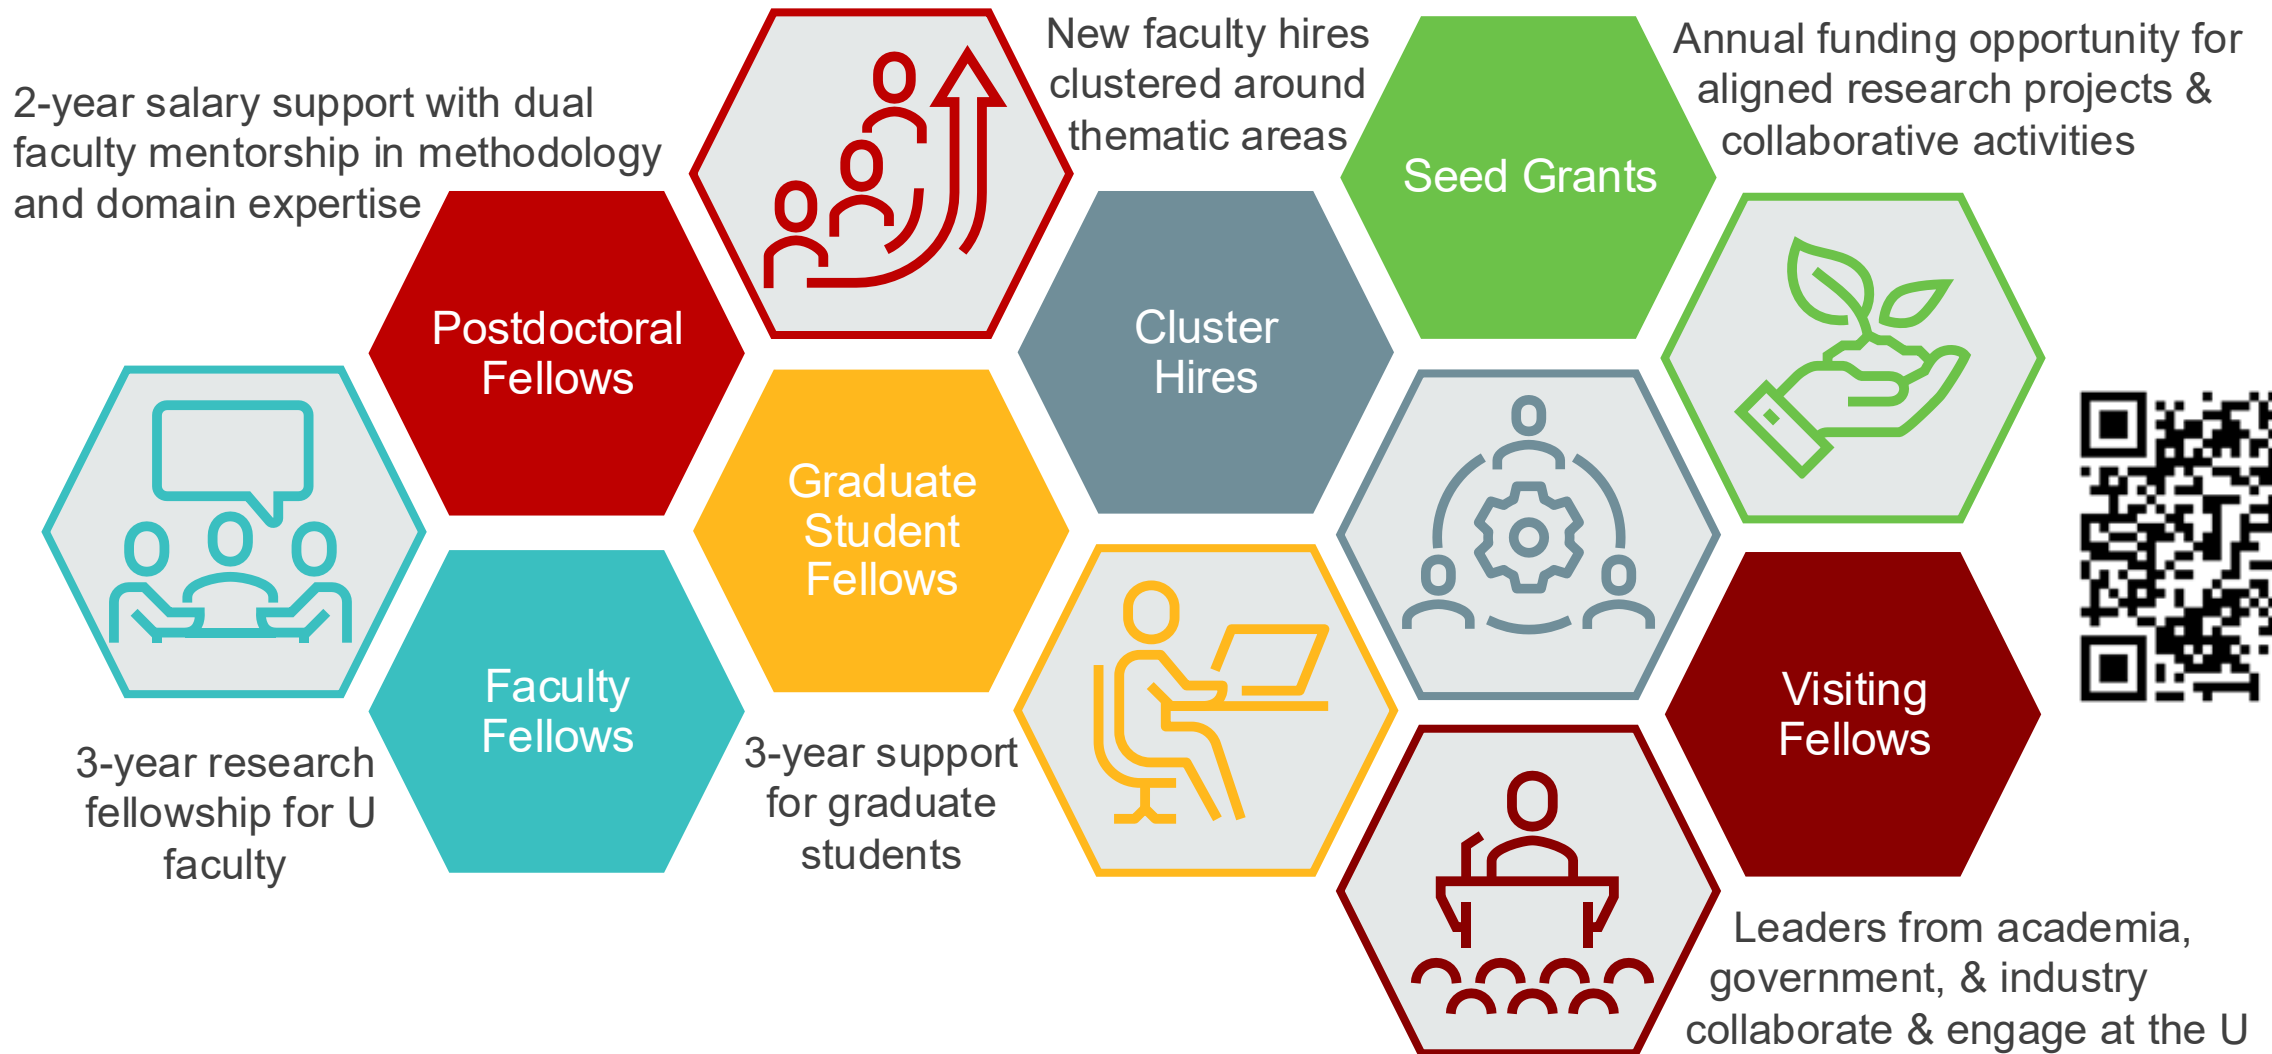 2-year salary support with dual
faculty mentorship in methodology
and domain expertise
Postdoctoral
Fellows
New faculty hires
clustered around
thematic areas
Cluster
Hires
Seed Grants
Annual funding opportunity for
aligned research projects &
collaborative activities
Faculty
Fellows
3-year research
fellowship for U
faculty
Graduate
Student
Fellows
3-year support
for graduate
students
Visiting
Fellows
Leaders from academia,
government, & industry
collaborate & engage at the U